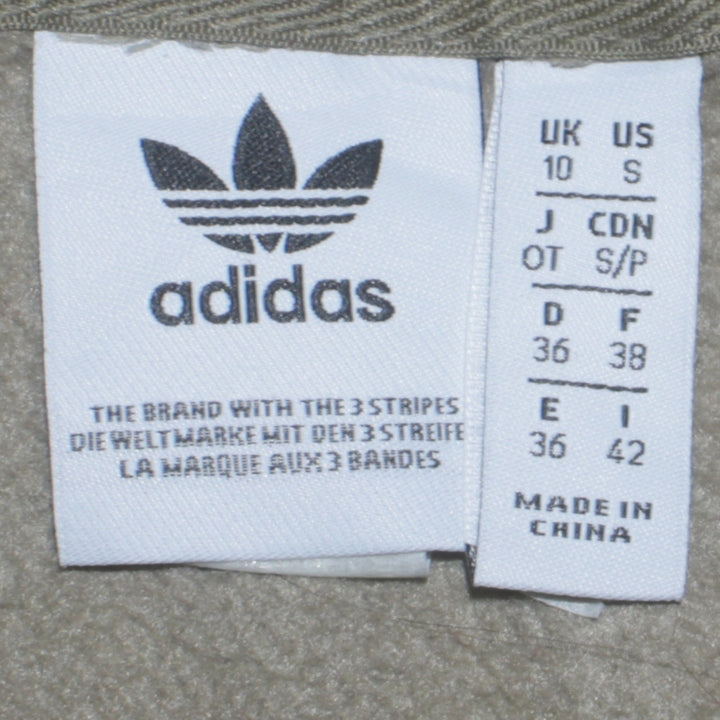 adidas
THE BRAND WITH THE 3 STRIPES
DIE WELTMARKE MIT DEN 3 STREIFE
LA MARQUE AUX 3 BANDES
UK US
10 S
J CDN
OT S/P
D F
36 38
E I
36 42
MADE IN
CHINA